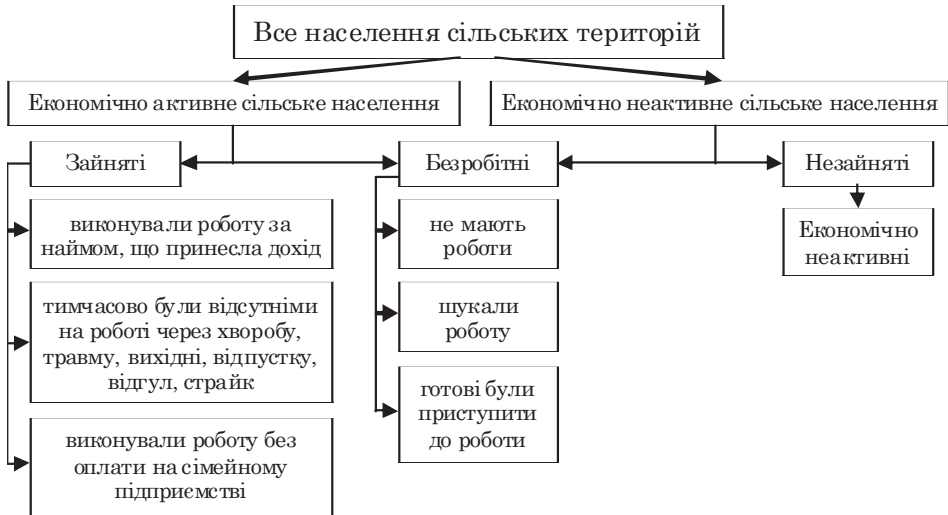 Все населення сільських територій
Економічно активне сільське населення
Економічно неактивне сільське населення
Зайняті
Безробітні
Незайняті
виконували роботу за
наймом, що принесла дохід
тимчасово були відсутніми
на роботі через хворобу,
травму, вихідні, відпустку,
відгул, страйк
виконували роботу без
оплати на сімейному
підприємстві
не мають
роботи
шукали
роботу
готові були
приступити
до роботи
Економічно
неактивні